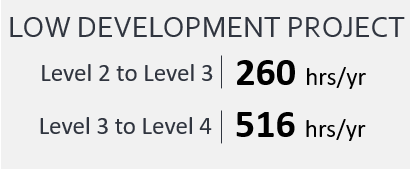 LOW DEVELOPMENT PROJECT
Level 2 to Level 3 260 hrs/yr
Level 3 to Level 4 516 hrs/yr